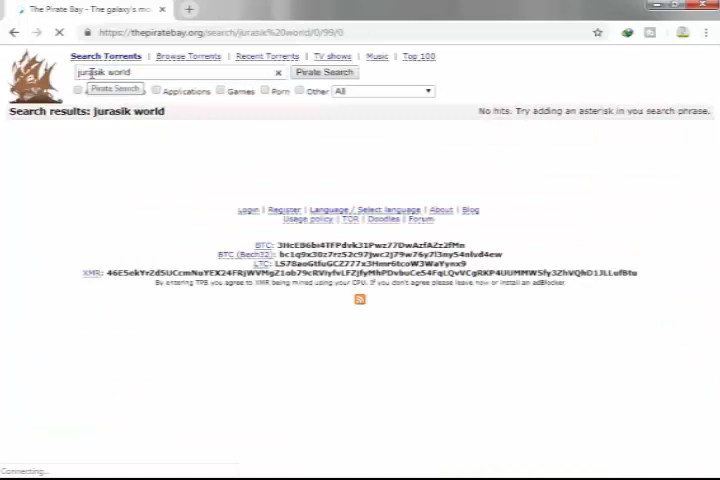 The Pirate Bay - The galaxy's mo
https://thepiratebay.org/search/jurasik%20world/0/99/0
Search Torrents | Browse Torrents | Recent Torrents | TV shows | Music | Top 100
jurasik world
Pirate Search
Pirate Search
Applications Games Porn Other All
Search results: jurasik world
No hits. Try adding an asterisk in you search phrase.
Login | Register | Language / Select language | About | Blog
Usage policy | TOR | Doodles | Forum
BTC:
BTC (Bech32):
LTC:
XMR:
By entering TPB you agree to XMR being mined using your CPU. If you don't agree please leave now or install an adBlocker
Connecting...